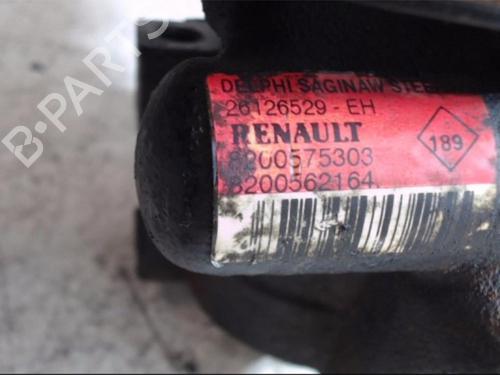 DELPHI SAGINAW STEE
26126529 - EH
RENAULT
189
8200575303
8200562164
B-PARTS